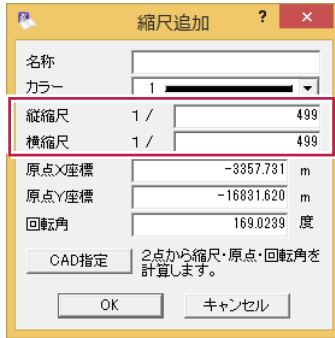 縮尺追加 ? ×
名称
カラー 1
縦縮尺 1 / 499
横縮尺 1 / 499
原点X座標 -3357.731 m
原点Y座標 -16831.620 m
回転角 169.0239 度
CAD指定 2点から縮尺・原点・回転角を
計算します。
OK キャンセル